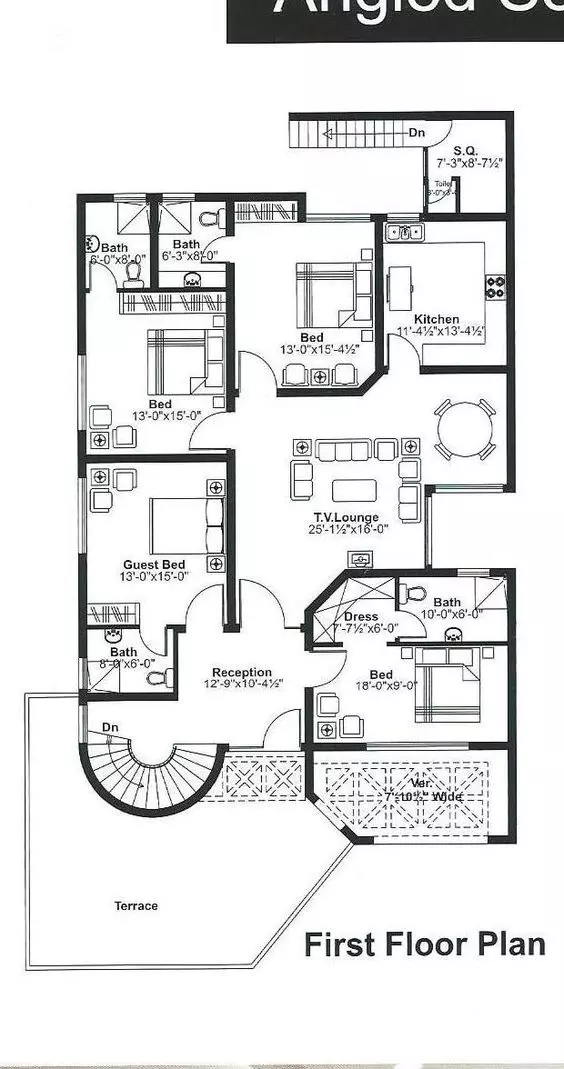 Angled
Dn
S.Q.
7'-3"x8'-7½"
Toilet
Bath
6'-0"x8'-0"
Bath
6'-3"x8'-0"
Bed
13'-0"x15'-4½"
Kitchen
11'-4½"x13'-4½"
Bed
13'-0"x15'-0"
T.V.Lounge
25'-1½"x16'-0"
Guest Bed
13'-0"x15'-0"
Dress
7'-7½"x6'-0"
Bath
10'-0"x6'-0"
Bath
8'-0"x6'-0"
Reception
12'-9"x10'-4½"
Bed
18'-0"x9'-0"
Dn
Ver.
7'-10½" Wide
Terrace
First Floor Plan